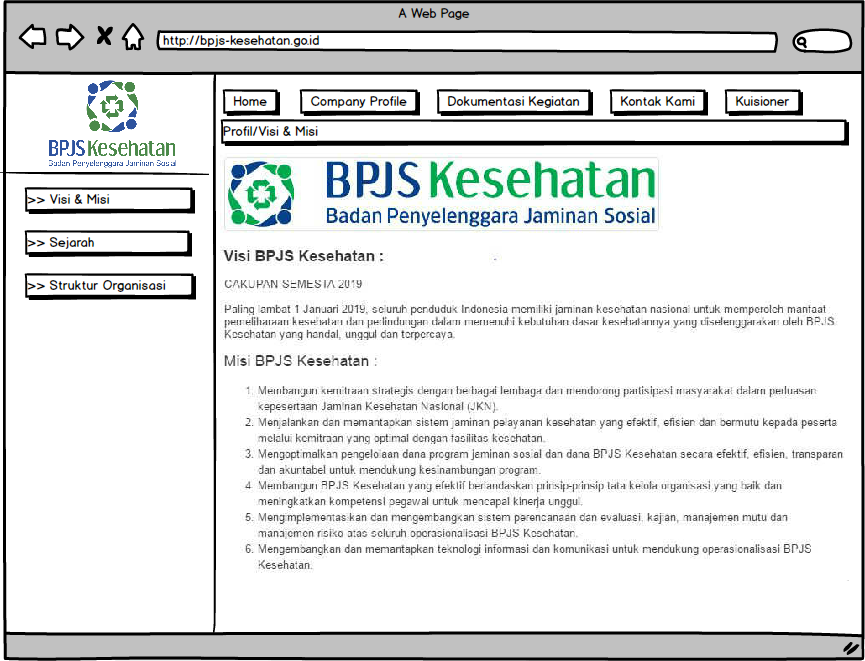 A Web Page
http://bpjs-kesehatan.go.id
BPJS Kesehatan
Badan Penyelenggara Jaminan Sosial
Home
Company Profile
Dokumentasi Kegiatan
Kontak Kami
Kuisioner
Profil/Visi & Misi
>> Visi & Misi
>> Sejarah
>> Struktur Organisasi
BPJS Kesehatan
Badan Penyelenggara Jaminan Sosial
Visi BPJS Kesehatan :
CAKUPAN SEMESTA 2019
Paling lambat 1 Januari 2019, seluruh penduduk Indonesia memiliki jaminan kesehatan nasional untuk memperoleh manfaat
pemeliharaan kesehatan dan perlindungan dalam memenuhi kebutuhan dasar kesehatannya yang diselenggarakan oleh BPJS
Kesehatan yang handal, unggul dan terpercaya.
Misi BPJS Kesehatan :
1. Membangun kemitraan strategis dengan berbagai lembaga dan mendorong partisipasi masyarakat dalam perluasan
kepesertaan Jaminan Kesehatan Nasional (JKN).
2. Menjalankan dan memantapkan sistem jaminan pelayanan kesehatan yang efektif, efisien dan bermutu kepada peserta
melalui kemitraan yang optimal dengan fasilitas kesehatan.
3. Mengoptimalkan pengelolaan dana program jaminan sosial dan dana BPJS Kesehatan secara efektif, efisien, transparan
dan akuntabel untuk mendukung kesinambungan program.
4. Membangun BPJS Kesehatan yang efektif berlandaskan prinsip-prinsip tata kelola organisasi yang baik dan
meningkatkan kompetensi pegawai untuk mencapai kinerja unggul.
5. Mengimplementasikan dan mengembangkan sistem perencanaan dan evaluasi, kajian, manajemen mutu dan
manajemen risiko atas seluruh operasionalisasi BPJS Kesehatan.
6. Mengembangkan dan memantapkan teknologi informasi dan komunikasi untuk mendukung operasionalisasi BPJS
Kesehatan.